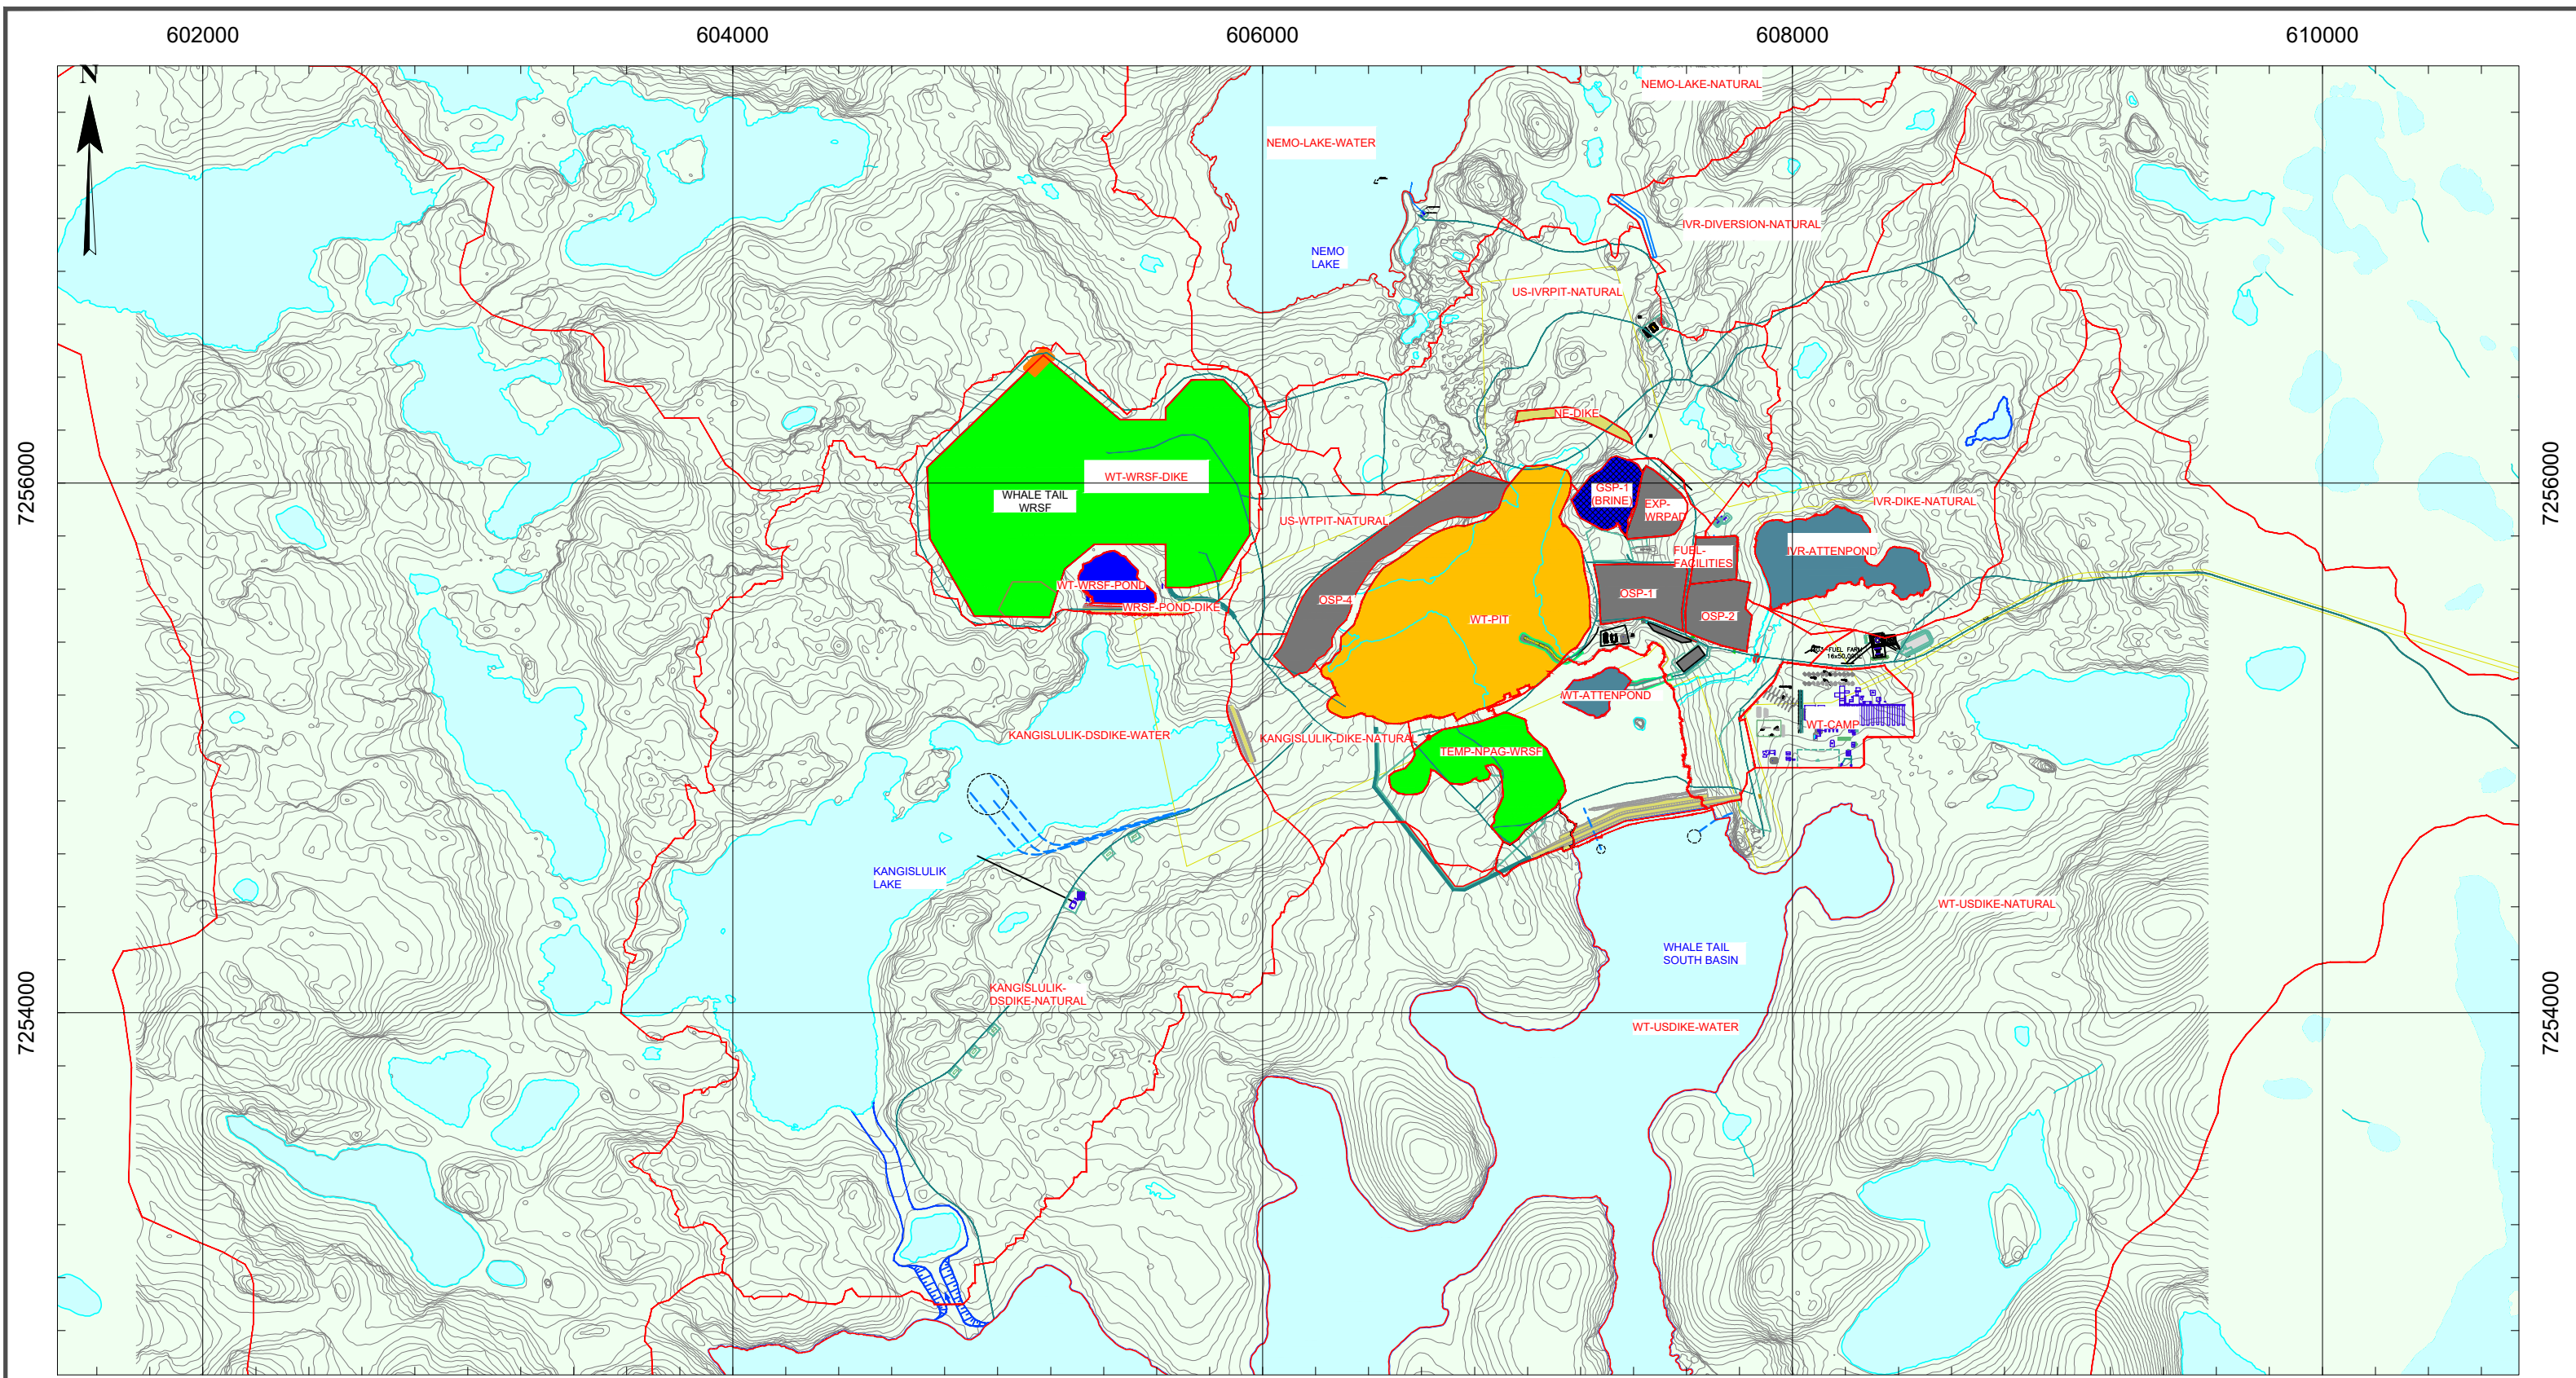 602000
604000
606000
608000
610000
N
NEMO-LAKE-NATURAL
NEMO-LAKE-WATER
IVR-DIVERSION-NATURAL
NEMO
LAKE
US-IVRPIT-NATURAL
NE-DIKE
7256000
7256000
WT-WRSF-DIKE
WHALE TAIL
WRSF
GSP-1
(BRINE)
EXP-
WRPAD
IVR-DIKE-NATURAL
US-WTPIT-NATURAL
IVR-ATTENPOND
FUEL-
FACILITIES
WT-WRSF-POND
WRSF-POND-DIKE
OSP-4
OSP-1
OSP-2
WT-PIT
FUEL FARM
16x50,000L
WT-ATTENPOND
WT-CAMP
KANGISLULIK-DSDIKE-WATER
KANGISLULIK-DIKE-NATURAL
TEMP-NPAG-WRSF
KANGISLULIK
LAKE
WT-USDIKE-NATURAL
WHALE TAIL
SOUTH BASIN
KANGISLULIK-
DSDIKE-NATURAL
7254000
7254000
WT-USDIKE-WATER